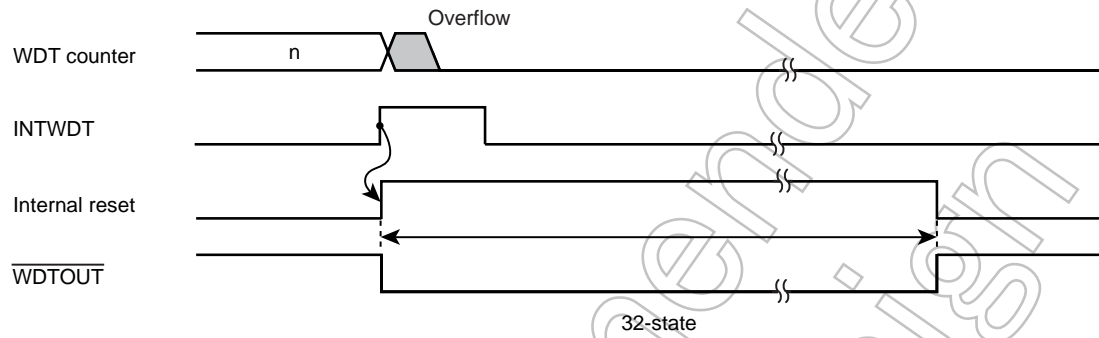 Overflow
WDT counter n
INTWDT
Internal reset
WDTOUT
32-state